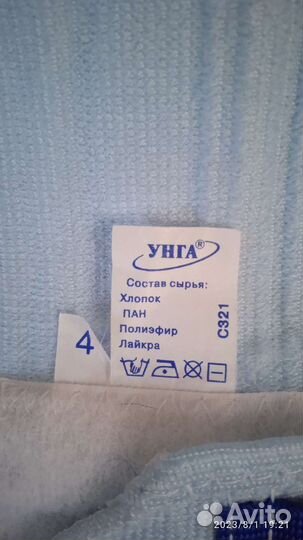 УНГА®
Состав сырья:
Хлопок
ПАН
Полиэфир
Лайкра
С321
4
2023/8/1 19:21
Avito